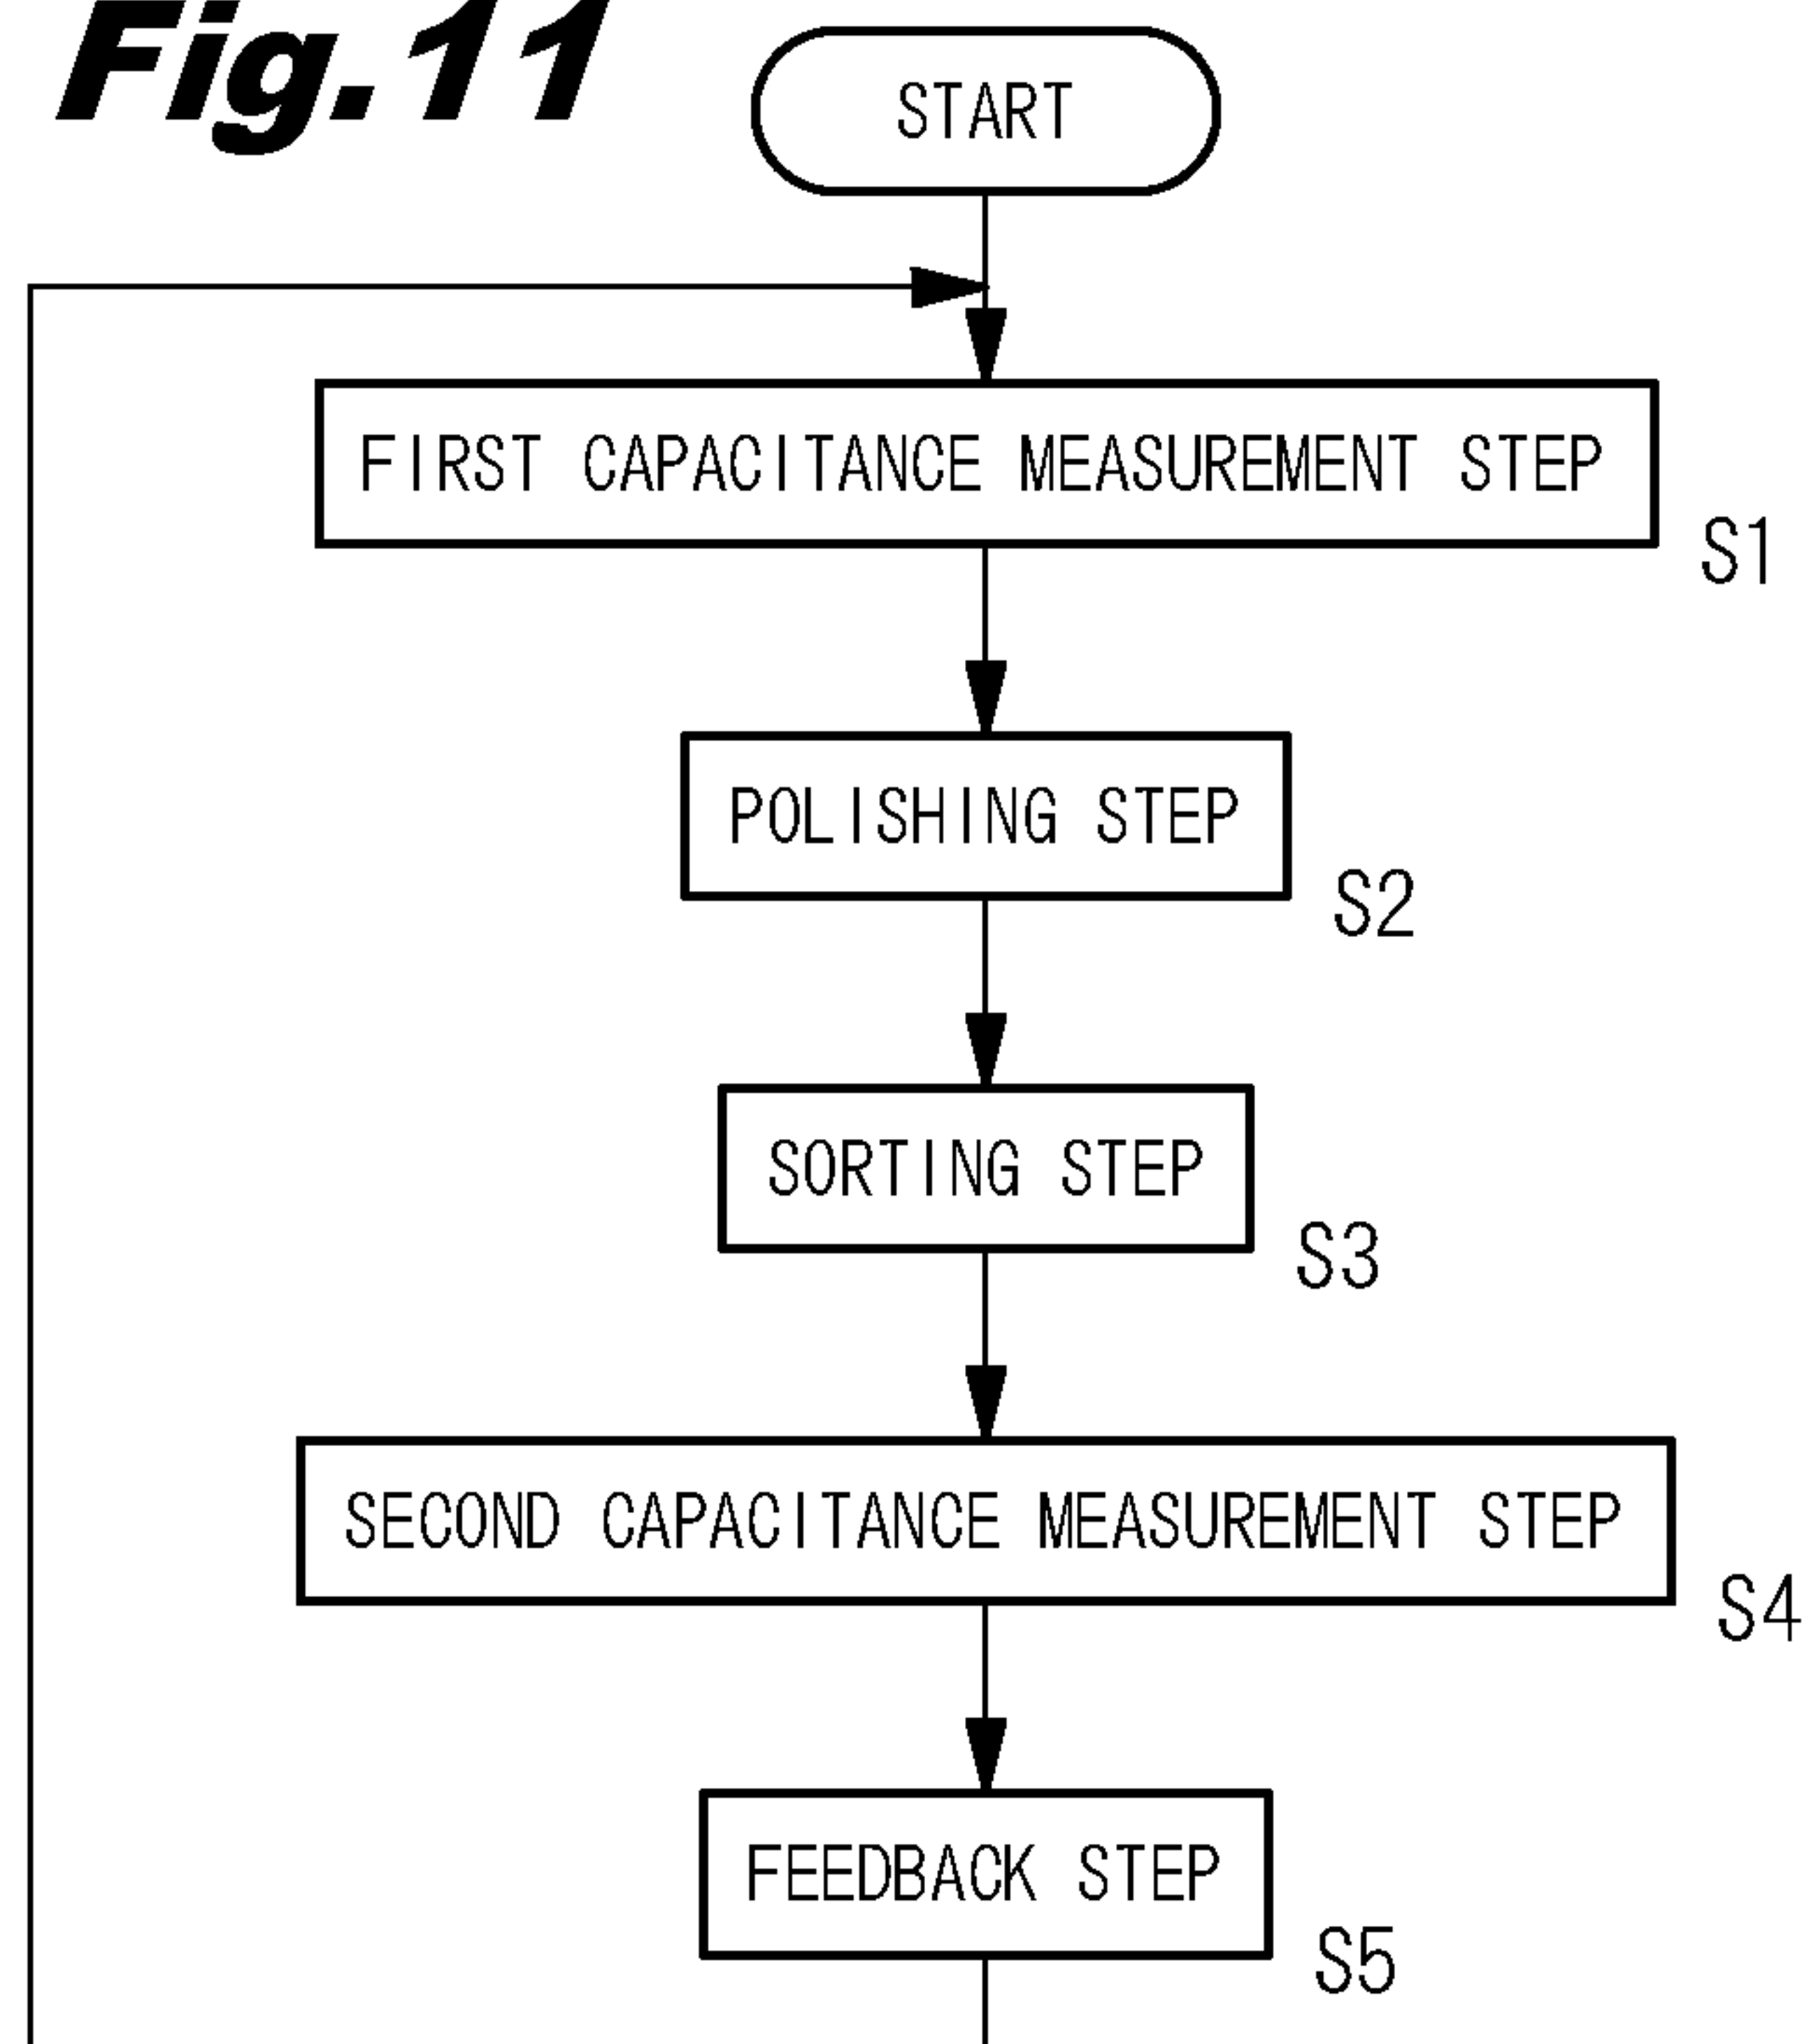 Fig.11
START
FIRST CAPACITANCE MEASUREMENT STEP
S1
POLISHING STEP
S2
SORTING STEP
S3
SECOND CAPACITANCE MEASUREMENT STEP
S4
FEEDBACK STEP
S5